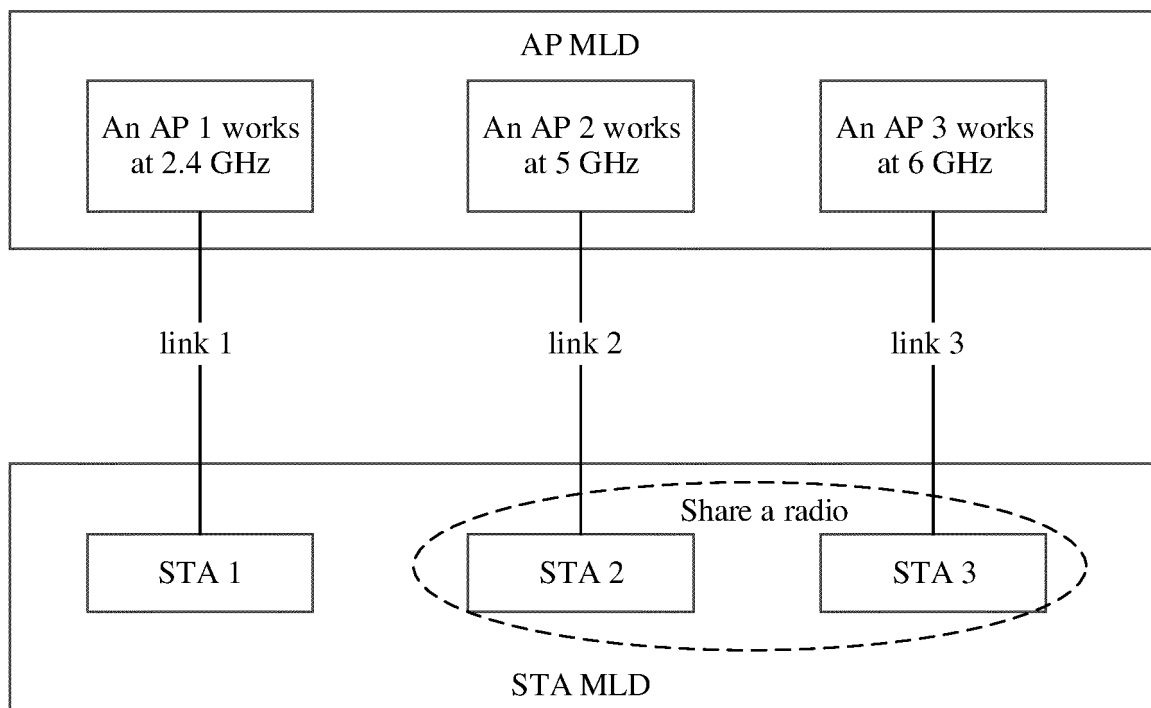 AP MLD
An AP 1 works
at 2.4 GHz
An AP 2 works
at 5 GHz
An AP 3 works
at 6 GHz
link 1
link 2
link 3
Share a radio
STA 1
STA 2
STA 3
STA MLD